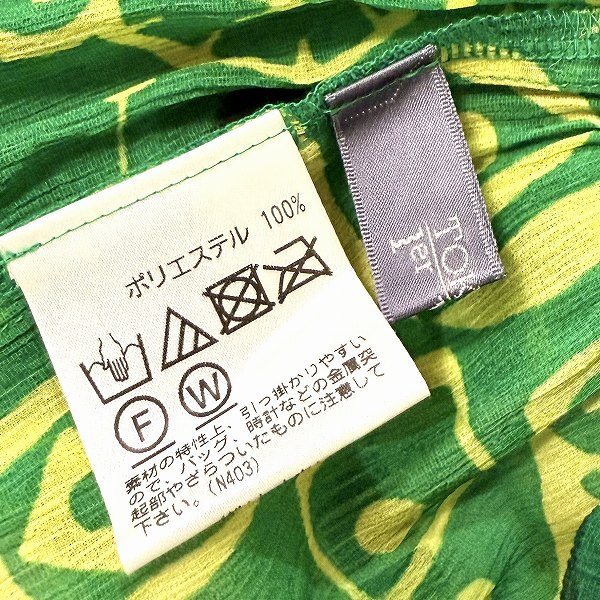 ポリエステル 100%
F
W
素材の特性上、引っ掛かりやすい
ので、バッグ、時計などの金属突
起部やざらついたものに注意して
下さい。(N403)
TO